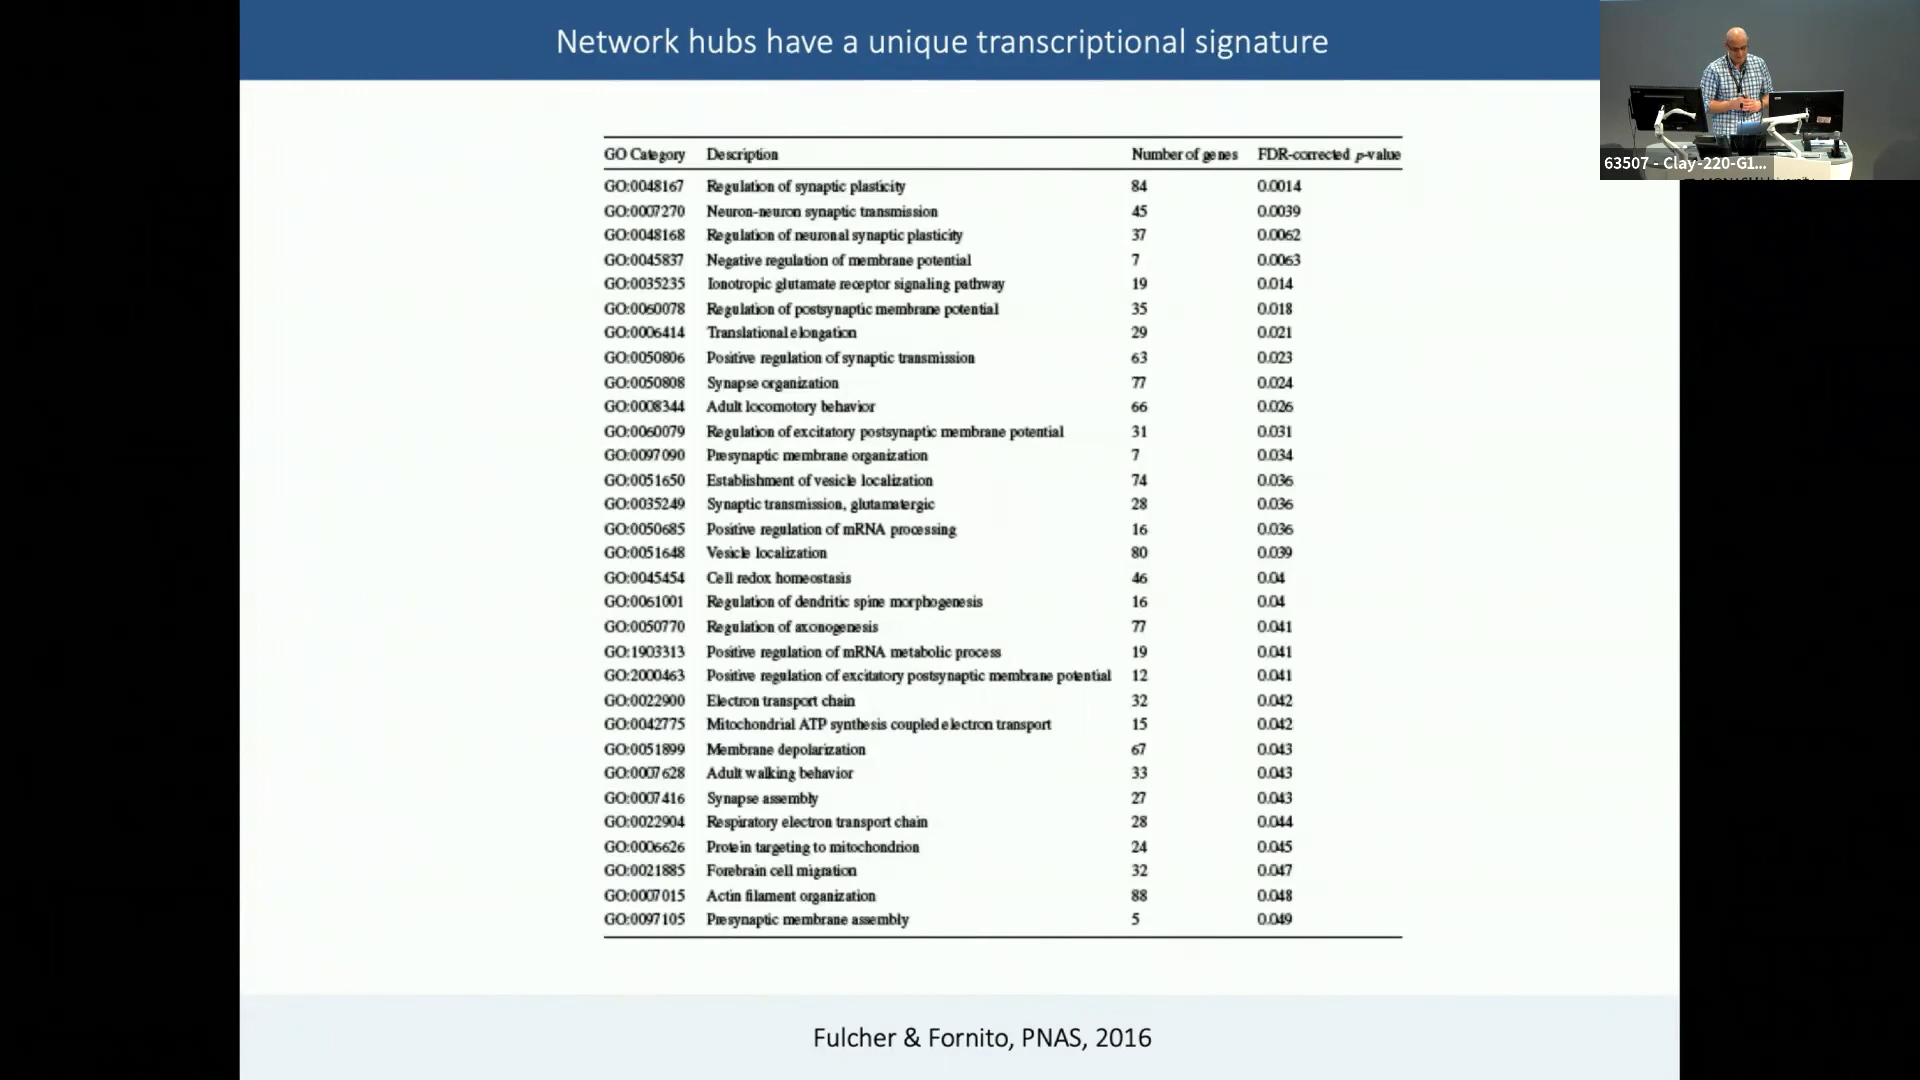 Network hubs have a unique transcriptional signature
63507 - Clay-220-G1...
GO Category Description Number of genes FDR-corrected p-value
GO:0048167 Regulation of synaptic plasticity 84 0.0014
GO:0007270 Neuron-neuron synaptic transmission 45 0.0039
GO:0048168 Regulation of neuronal synaptic plasticity 37 0.0062
GO:0045837 Negative regulation of membrane potential 7 0.0063
GO:0035235 Ionotropic glutamate receptor signaling pathway 19 0.014
GO:0060078 Regulation of postsynaptic membrane potential 35 0.018
GO:0006414 Translational elongation 29 0.021
GO:0050806 Positive regulation of synaptic transmission 63 0.023
GO:0050808 Synapse organization 77 0.024
GO:0008344 Adult locomotory behavior 66 0.026
GO:0060079 Regulation of excitatory postsynaptic membrane potential 31 0.031
GO:0097090 Presynaptic membrane organization 7 0.034
GO:0051650 Establishment of vesicle localization 74 0.036
GO:0035249 Synaptic transmission, glutamatergic 28 0.036
GO:0050685 Positive regulation of mRNA processing 16 0.036
GO:0051648 Vesicle localization 80 0.039
GO:0045454 Cell redox homeostasis 46 0.04
GO:0061001 Regulation of dendritic spine morphogenesis 16 0.04
GO:0050770 Regulation of axonogenesis 77 0.041
GO:1903313 Positive regulation of mRNA metabolic process 19 0.041
GO:2000463 Positive regulation of excitatory postsynaptic membrane potential 12 0.041
GO:0022900 Electron transport chain 32 0.042
GO:0042775 Mitochondrial ATP synthesis coupled electron transport 15 0.042
GO:0051899 Membrane depolarization 67 0.043
GO:0007628 Adult walking behavior 33 0.043
GO:0007416 Synapse assembly 27 0.043
GO:0022904 Respiratory electron transport chain 28 0.044
GO:0006626 Protein targeting to mitochondrion 24 0.045
GO:0021885 Forebrain cell migration 32 0.047
GO:0007015 Actin filament organization 88 0.048
GO:0097105 Presynaptic membrane assembly 5 0.049
Fulcher & Fornito, PNAS, 2016